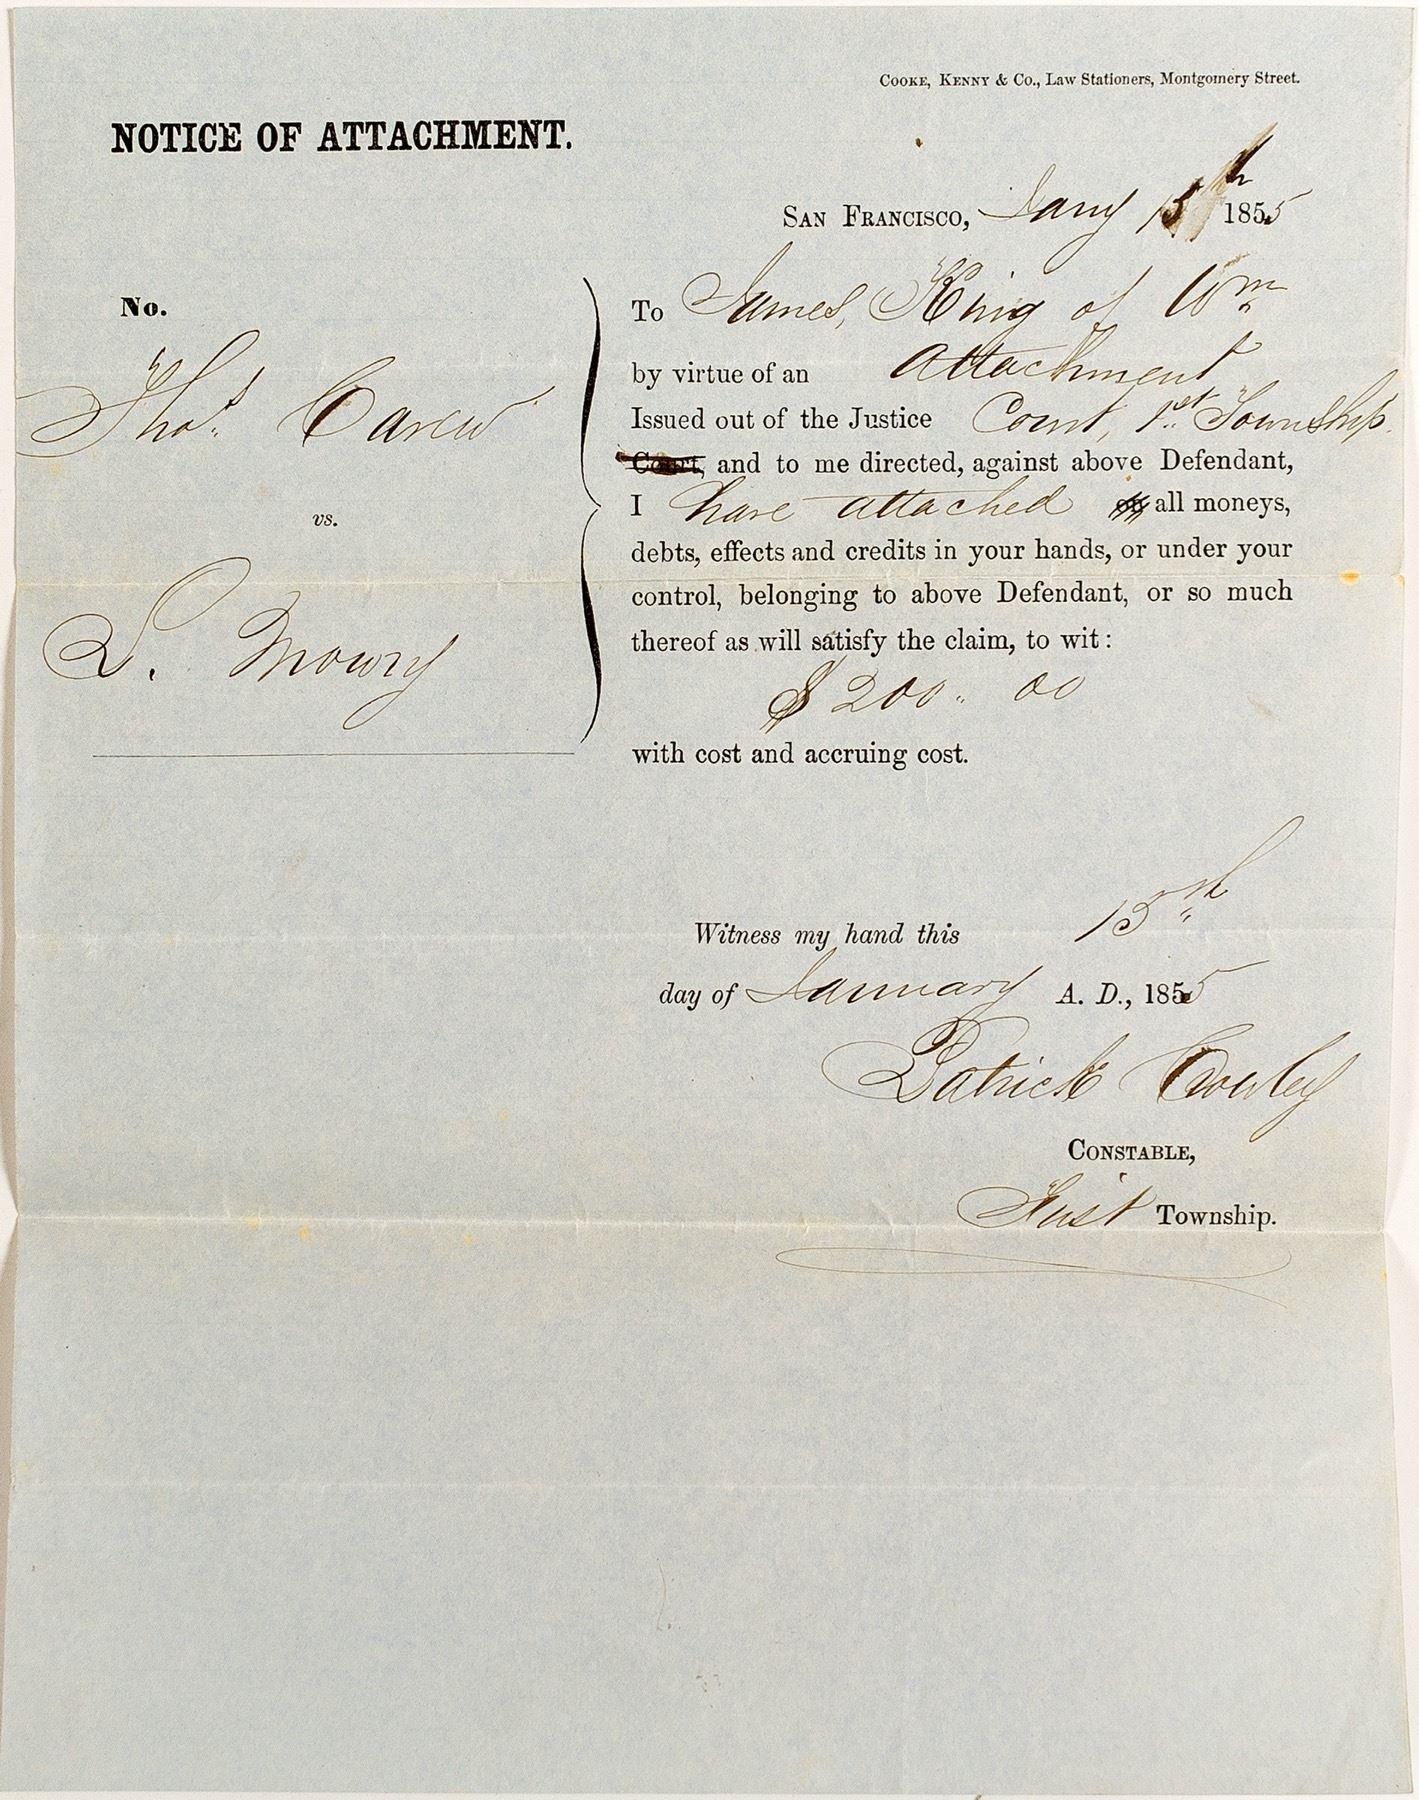 COOKE, KENNY & Co., Law Stationers, Montgomery Street.
NOTICE OF ATTACHMENT.
SAN FRANCISCO, Jany 15th 1855
No.
Thos. Carew
vs.
L. Mowry
To James, King of Wm
by virtue of an attachment
Issued out of the Justice Court, 1st Township.
Court, and to me directed, against above Defendant,
I have attached on all moneys,
debts, effects and credits in your hands, or under your
control, belonging to above Defendant, or so much
thereof as will satisfy the claim, to wit:
$200.. 00
with cost and accruing cost.
Witness my hand this 15th
day of January A. D., 1855
Patrick Cowley
CONSTABLE,
First Township.